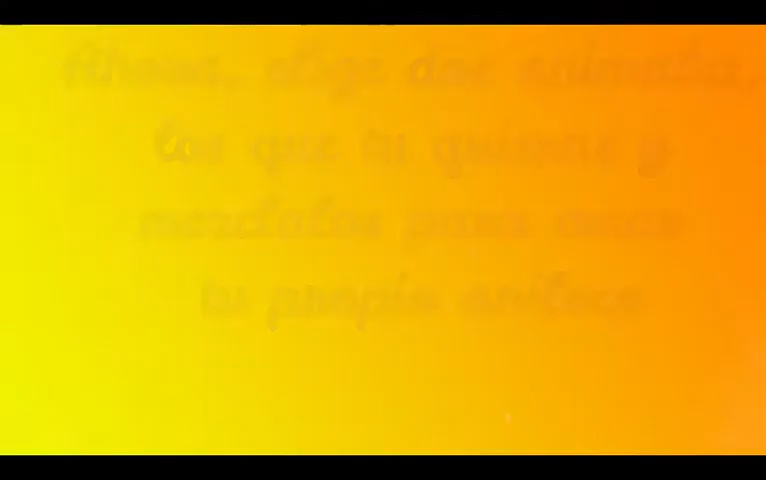 Ahora, elige dos animales,
los que tu quieras y
mezclalos para crear
tu propio